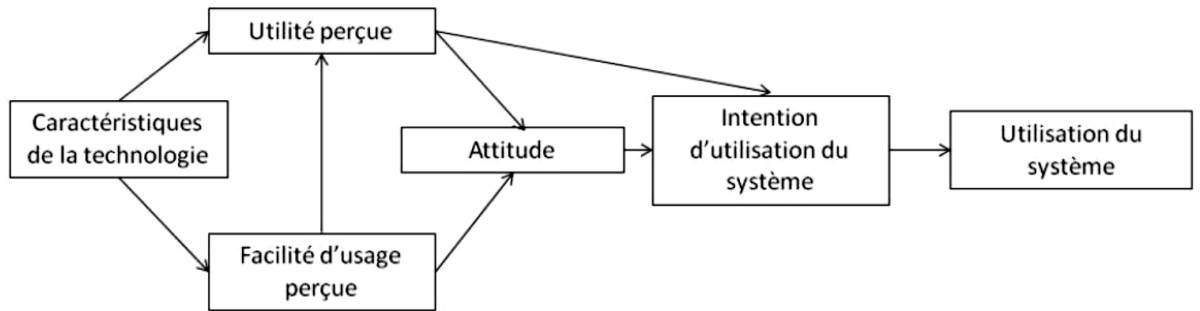 Utilité perçue
Caractéristiques
de la technologie
Attitude
Intention
d’utilisation du
système
Utilisation du
système
Facilité d’usage
perçue